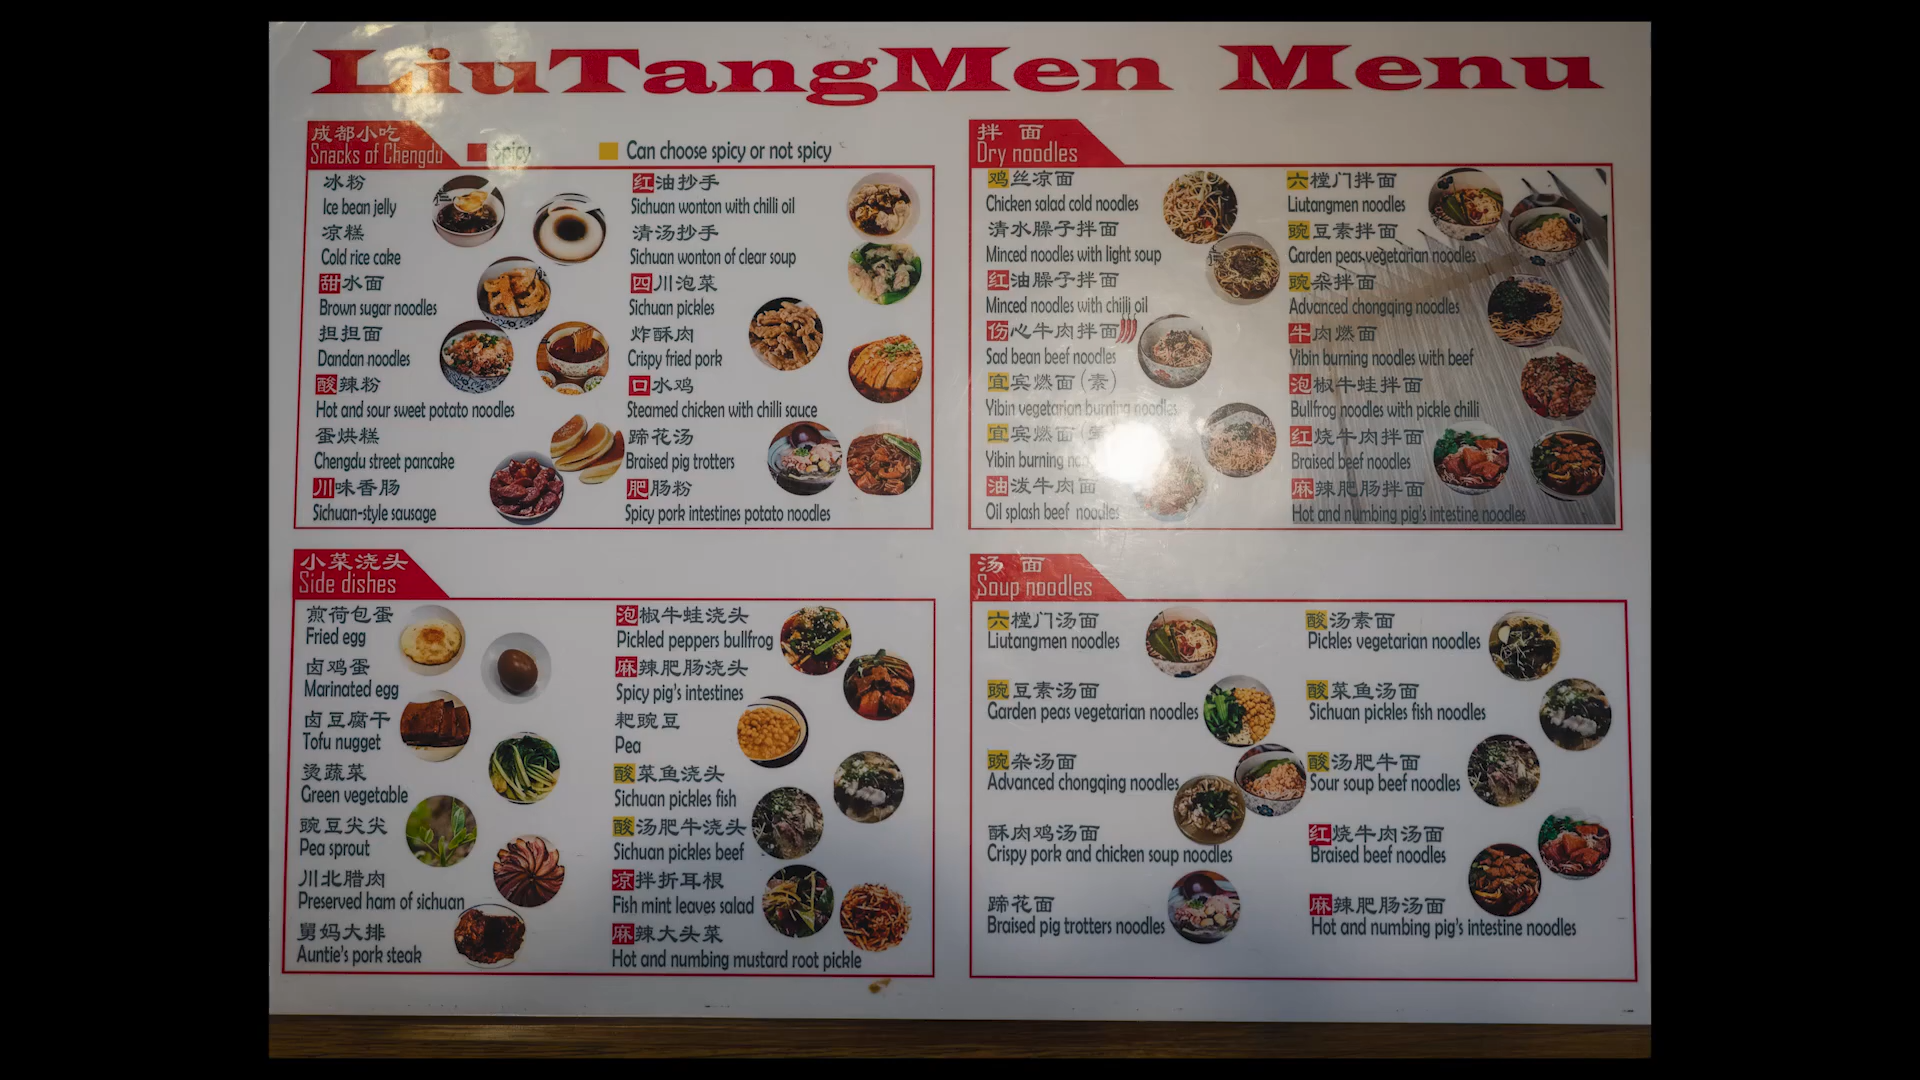 LiuTangMen Menu
成都小吃
Snacks of Chengdu
Spicy
Can choose spicy or not spicy
冰粉
Ice bean jelly
凉糕
Cold rice cake
甜水面
Brown sugar noodles
担担面
Dandan noodles
酸辣粉
Hot and sour sweet potato noodles
蛋烘糕
Chengdu street pancake
川味香肠
Sichuan-style sausage
红油抄手
Sichuan wonton with chilli oil
清汤抄手
Sichuan wonton of clear soup
四川泡菜
Sichuan pickles
炸酥肉
Crispy fried pork
口水鸡
Steamed chicken with chilli sauce
蹄花汤
Braised pig trotters
肥肠粉
Spicy pork intestines potato noodles
拌面
Dry noodles
鸡丝凉面
Chicken salad cold noodles
清水臊子拌面
Minced noodles with light soup
红油臊子拌面
Minced noodles with chilli oil
伤心牛肉拌面
Sad bean beef noodles
宜宾燃面(素)
Yibin vegetarian burning noodles
宜宾燃面
Yibin burning
油泼牛肉面
Oil splash beef noodles
六樘门拌面
Liutangmen noodles
豌豆素拌面
Garden peas vegetarian noodles
豌杂拌面
Advanced chongqing noodles
牛肉燃面
Yibin burning noodles with beef
泡椒牛蛙拌面
Bullfrog noodles with pickle chilli
红烧牛肉拌面
Braised beef noodles
麻辣肥肠拌面
Hot and numbing pig's intestine noodles
小菜浇头
Side dishes
煎荷包蛋
Fried egg
卤鸡蛋
Marinated egg
卤豆腐干
Tofu nugget
烫蔬菜
Green vegetable
豌豆尖尖
Pea sprout
川北腊肉
Preserved ham of sichuan
舅妈大排
Auntie's pork steak
泡椒牛蛙浇头
Pickled peppers bullfrog
麻辣肥肠浇头
Spicy pig's intestines
耙豌豆
Pea
酸菜鱼浇头
Sichuan pickles fish
酸汤肥牛浇头
Sichuan pickles beef
凉拌折耳根
Fish mint leaves salad
麻辣大头菜
Hot and numbing mustard root pickle
汤面
Soup noodles
六樘门汤面
Liutangmen noodles
豌豆素汤面
Garden peas vegetarian noodles
豌杂汤面
Advanced chongqing noodles
酥肉鸡汤面
Crispy pork and chicken soup noodles
蹄花面
Braised pig trotters noodles
酸汤素面
Pickles vegetarian noodles
酸菜鱼汤面
Sichuan pickles fish noodles
酸汤肥牛面
Sour soup beef noodles
红烧牛肉汤面
Braised beef noodles
麻辣肥肠汤面
Hot and numbing pig's intestine noodles